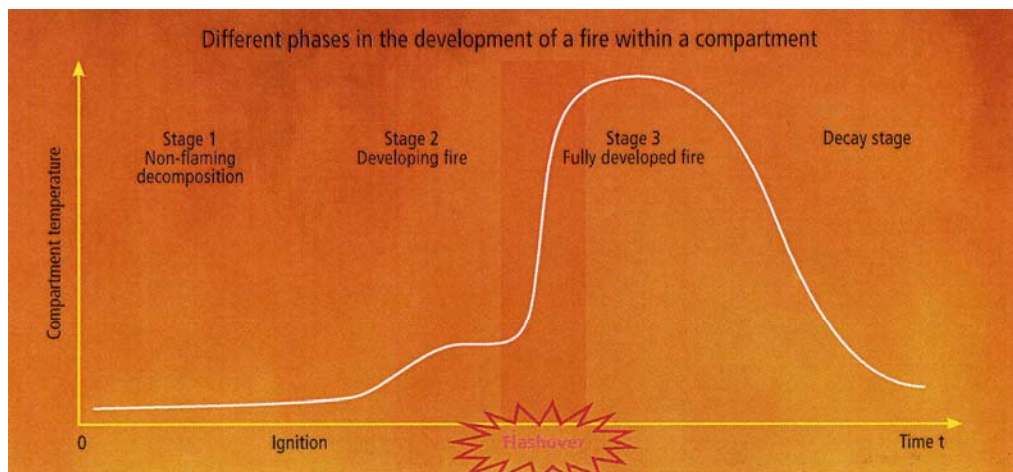 Different phases in the development of a fire within a compartment
Compartment temperature
Stage 1
Non-flaming
decomposition
Stage 2
Developing fire
Stage 3
Fully developed fire
Decay stage
0
Ignition
Flashover
Time t